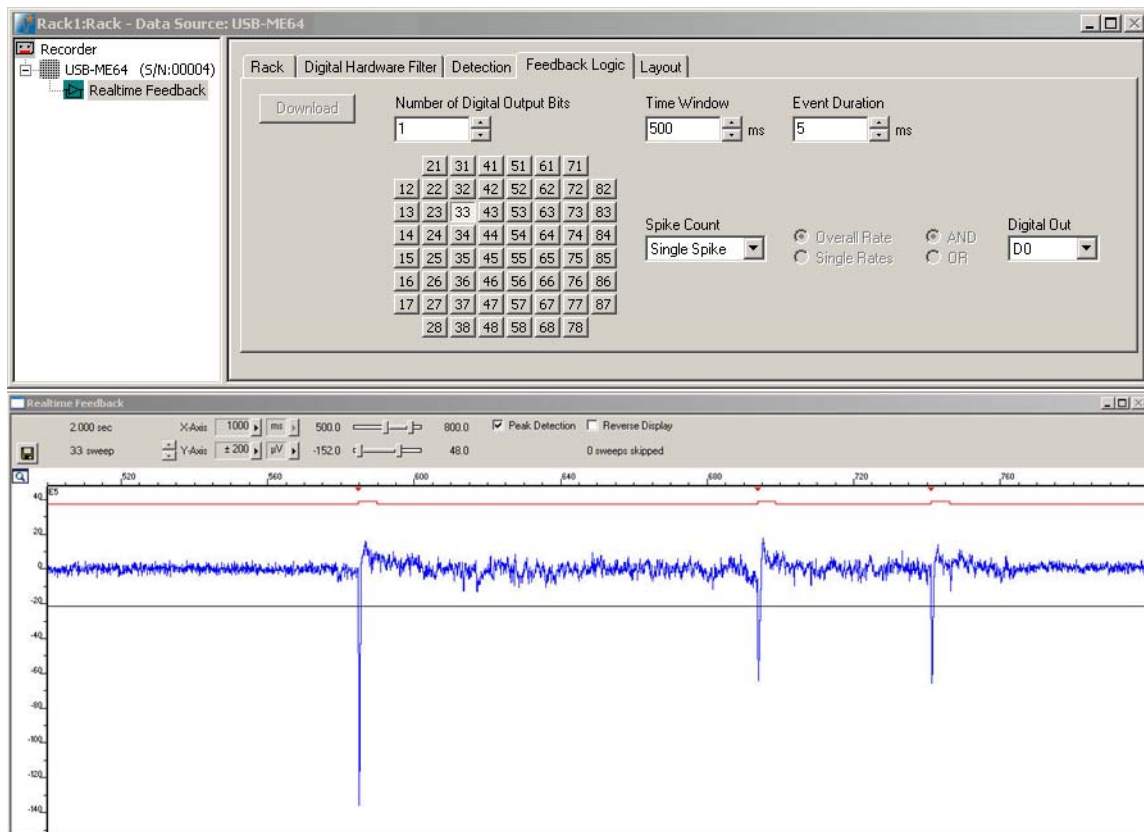 Rack1:Rack - Data Source: USB-ME64
Recorder
USB-ME64 (S/N:00004)
Realtime Feedback
Rack Digital Hardware Filter Detection Feedback Logic Layout
Download
Number of Digital Output Bits
1
Time Window
500 ms
Event Duration
5 ms
21 31 41 51 61 71
12 22 32 42 52 62 72 82
13 23 33 43 53 63 73 83
14 24 34 44 54 64 74 84
15 25 35 45 55 65 75 85
16 26 36 46 56 66 76 86
17 27 37 47 57 67 77 87
28 38 48 58 68 78
Spike Count
Single Spike
Overall Rate
Single Rates
AND
OR
Digital Out
D0
Realtime Feedback
2.000 sec X-Axis 1000 ms 500.0 800.0 Peak Detection Reverse Display
33 sweep Y-Axis ± 200 µV -152.0 48.0 0 sweeps skipped
520 560 600 640 680 720 760
E5
40
20
0
-20
-40
-60
-80
-100
-120
-140